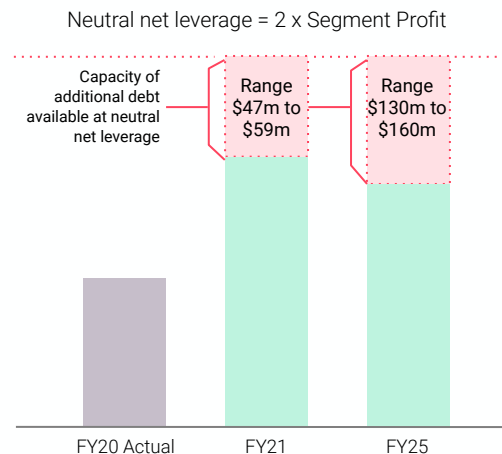 Neutral net leverage = 2 x Segment Profit
Capacity of
additional debt
available at neutral
net leverage
Range
$47m to
$59m
Range
$130m to
$160m
FY20 Actual
FY21
FY25